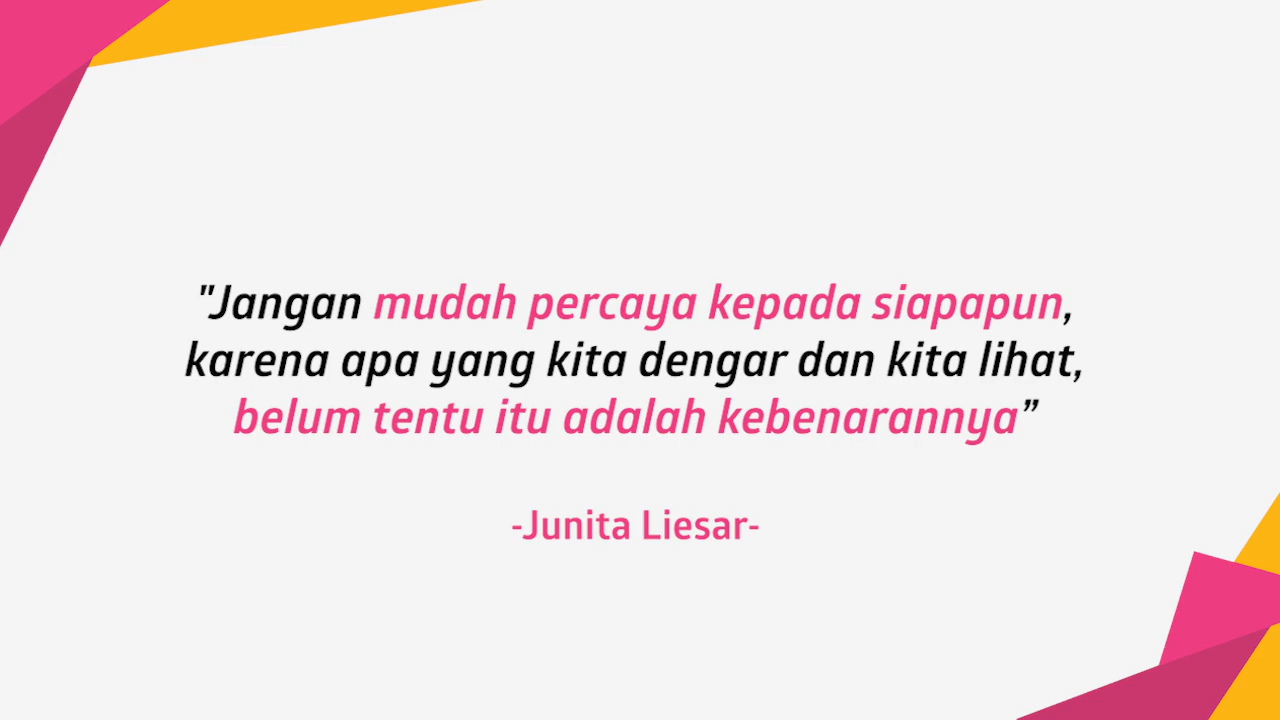 "Jangan mudah percaya kepada siapapun,
karena apa yang kita dengar dan kita lihat,
belum tentu itu adalah kebenarannya”
-Junita Liesar-